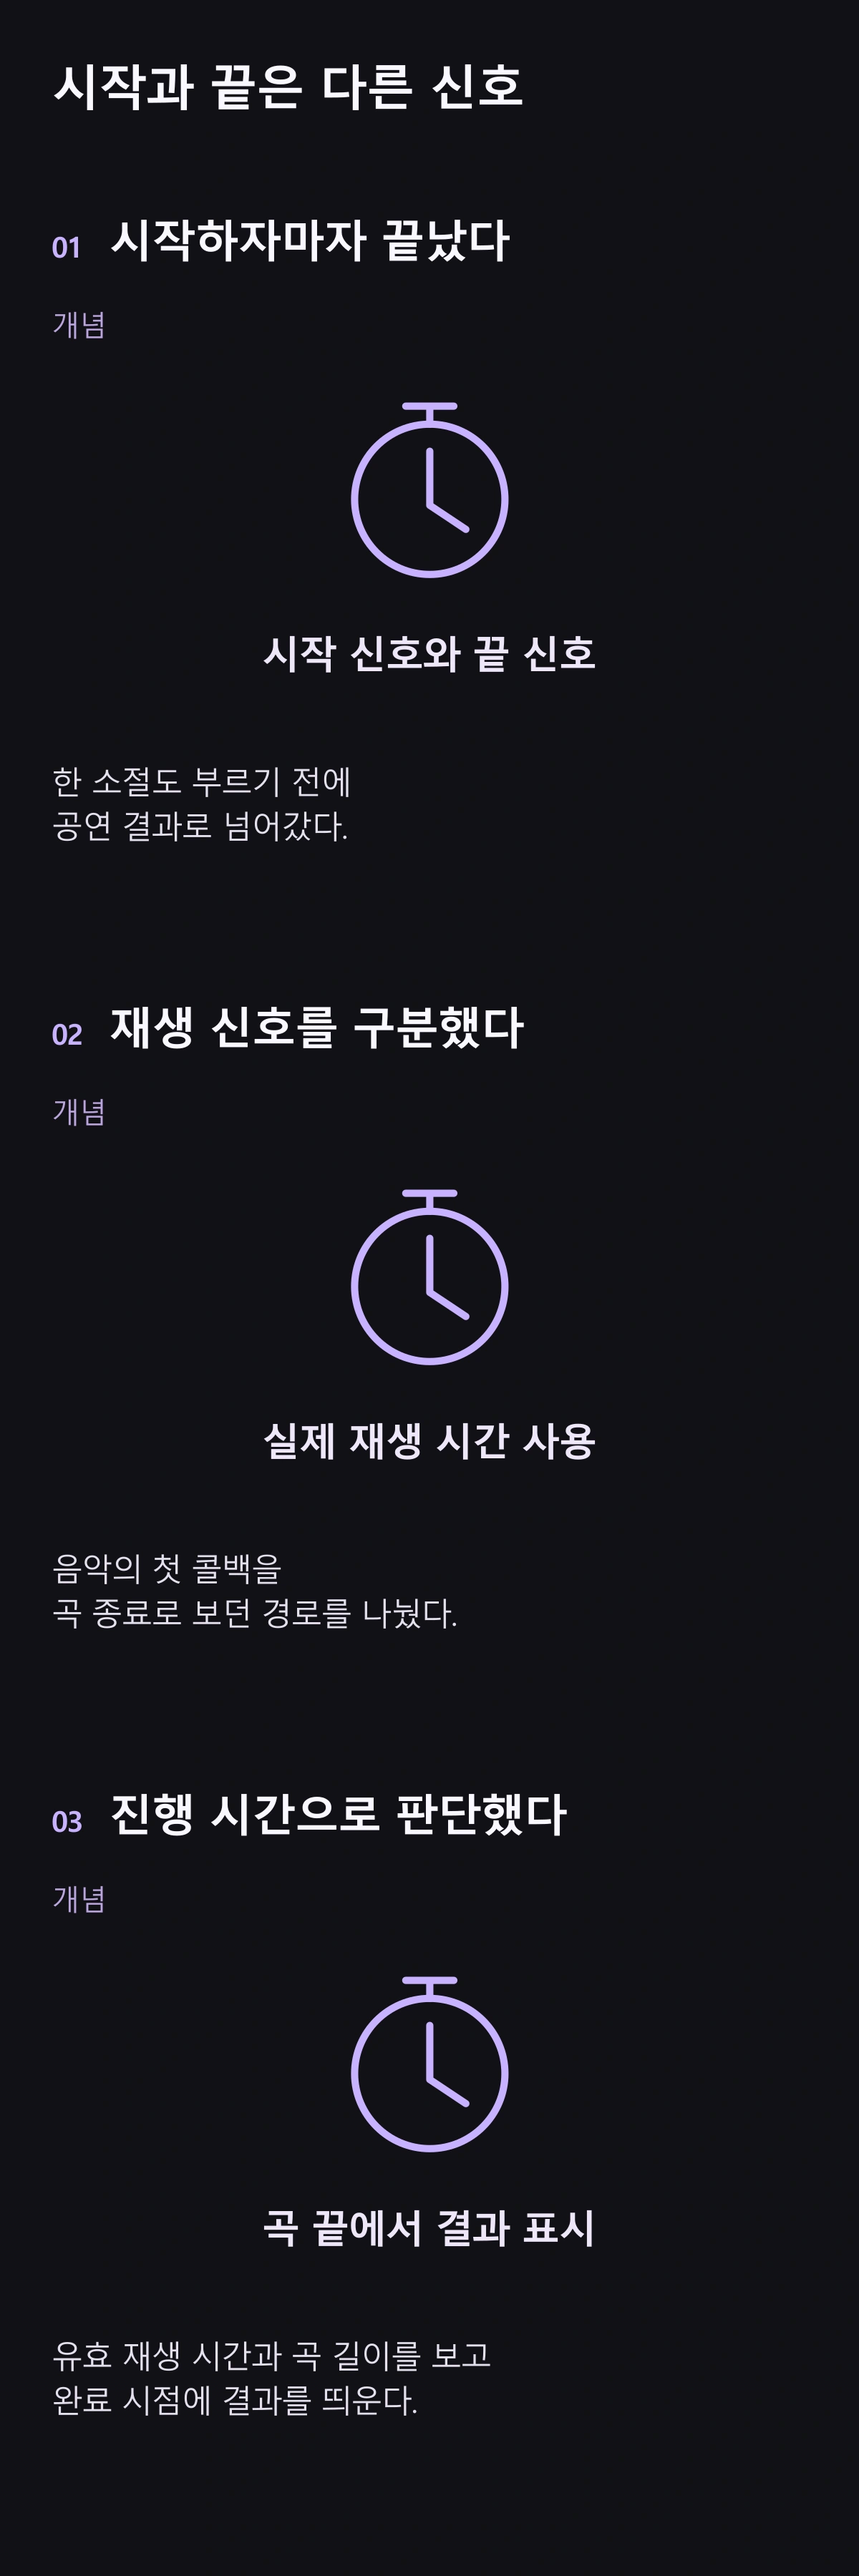 시작과 끝은 다른 신호
01 시작하자마자 끝났다
개념
시작 신호와 끝 신호
한 소절도 부르기 전에
공연 결과로 넘어갔다.
02 재생 신호를 구분했다
개념
실제 재생 시간 사용
음악의 첫 콜백을
곡 종료로 보던 경로를 나눴다.
03 진행 시간으로 판단했다
개념
곡 끝에서 결과 표시
유효 재생 시간과 곡 길이를 보고
완료 시점에 결과를 띄운다.